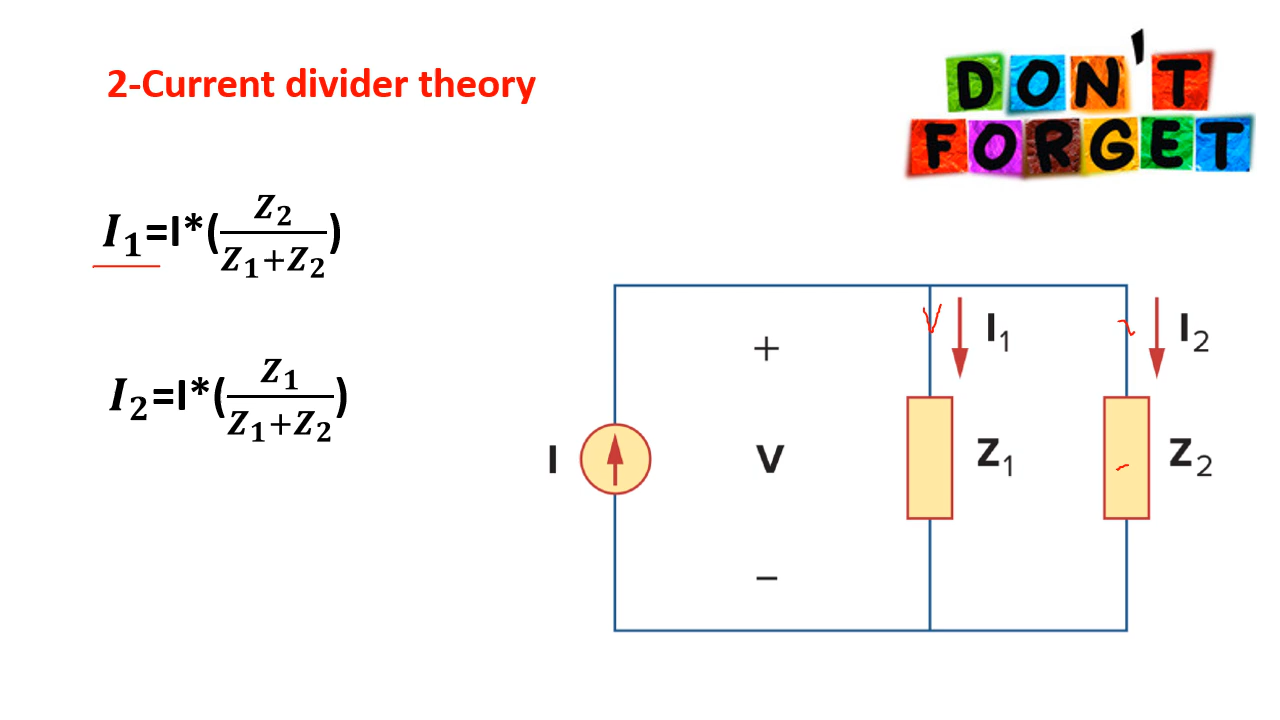 2-Current divider theory
DON'T
FORGET
I₁=I*(Z₂/(Z₁+Z₂))
I₂=I*(Z₁/(Z₁+Z₂))
I₁
I₂
+
I
V
Z₁
Z₂
−